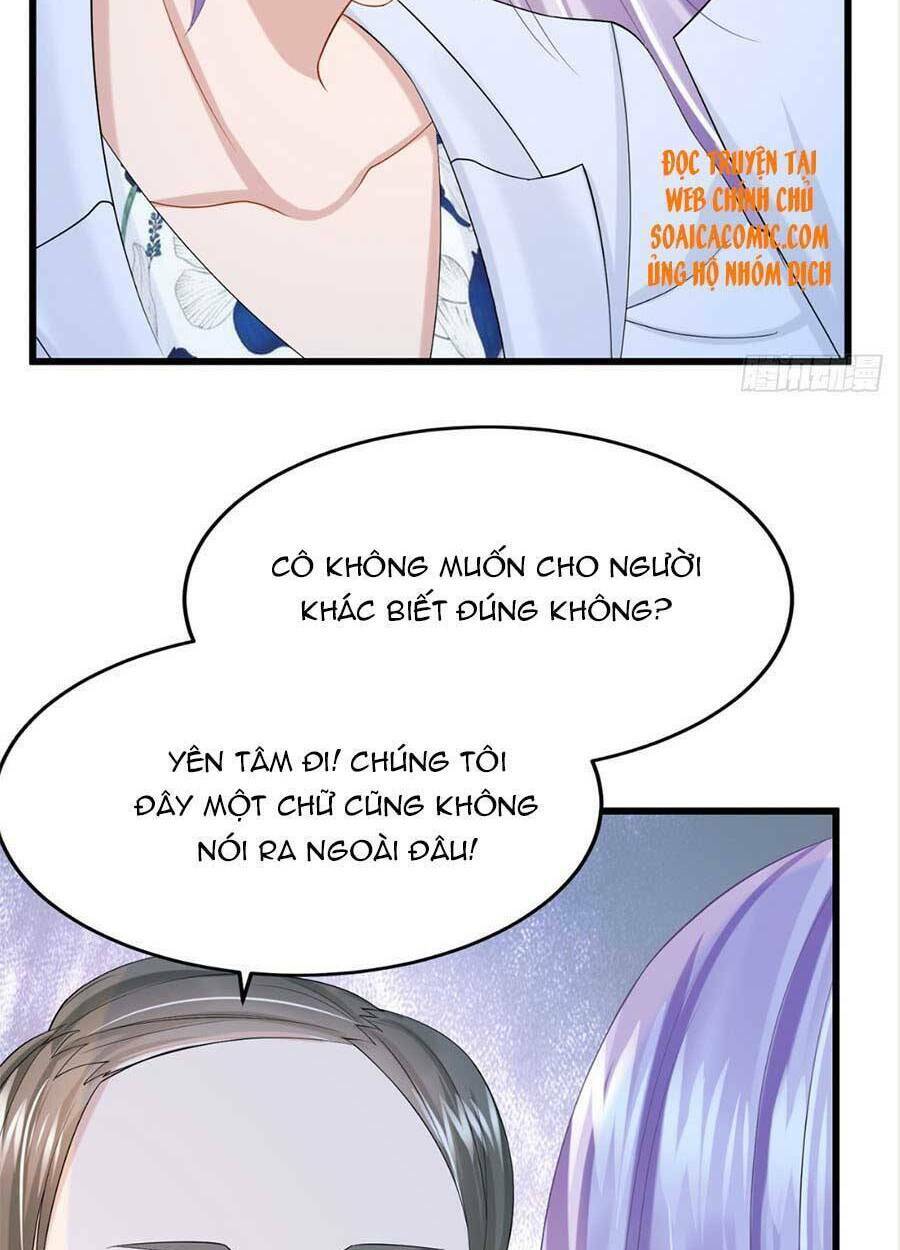 ĐỌC TRUYỆN TẠI
WEB CHÍNH CHỦ
SOAICACOMIC.COM
ỦNG HỘ NHÓM DỊCH
CÔ KHÔNG MUỐN CHO NGƯỜI
KHÁC BIẾT ĐÚNG KHÔNG?
YÊN TÂM ĐI! CHÚNG TÔI
ĐÂY MỘT CHỮ CŨNG KHÔNG
NÓI RA NGOÀI ĐÂU!